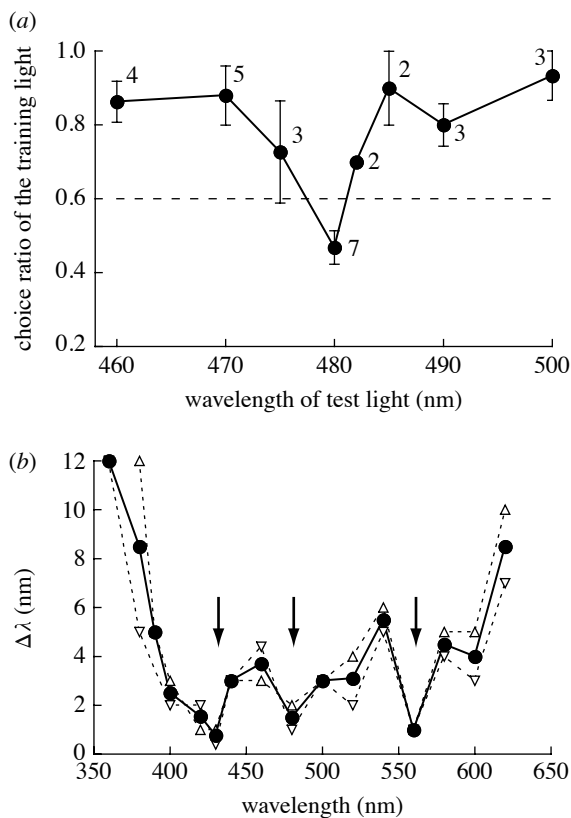 (a)
choice ratio of the training light
1.0
0.8
0.6
0.4
0.2
4
5
3
7
2
2
3
3
460 470 480 490 500
wavelength of test light (nm)
(b)
Δλ (nm)
12
10
8
6
4
2
0
350 400 450 500 550 600 650
wavelength (nm)